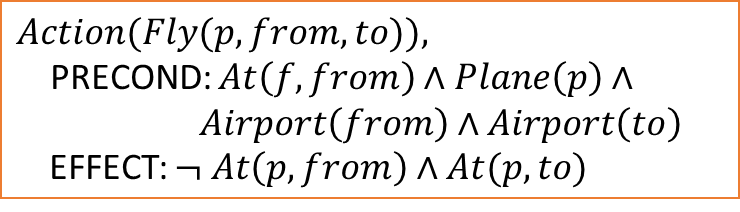 Action(Fly(p, from, to)),
PRECOND: At(f, from) ∧ Plane(p) ∧
Airport(from) ∧ Airport(to)
EFFECT: ¬ At(p, from) ∧ At(p, to)